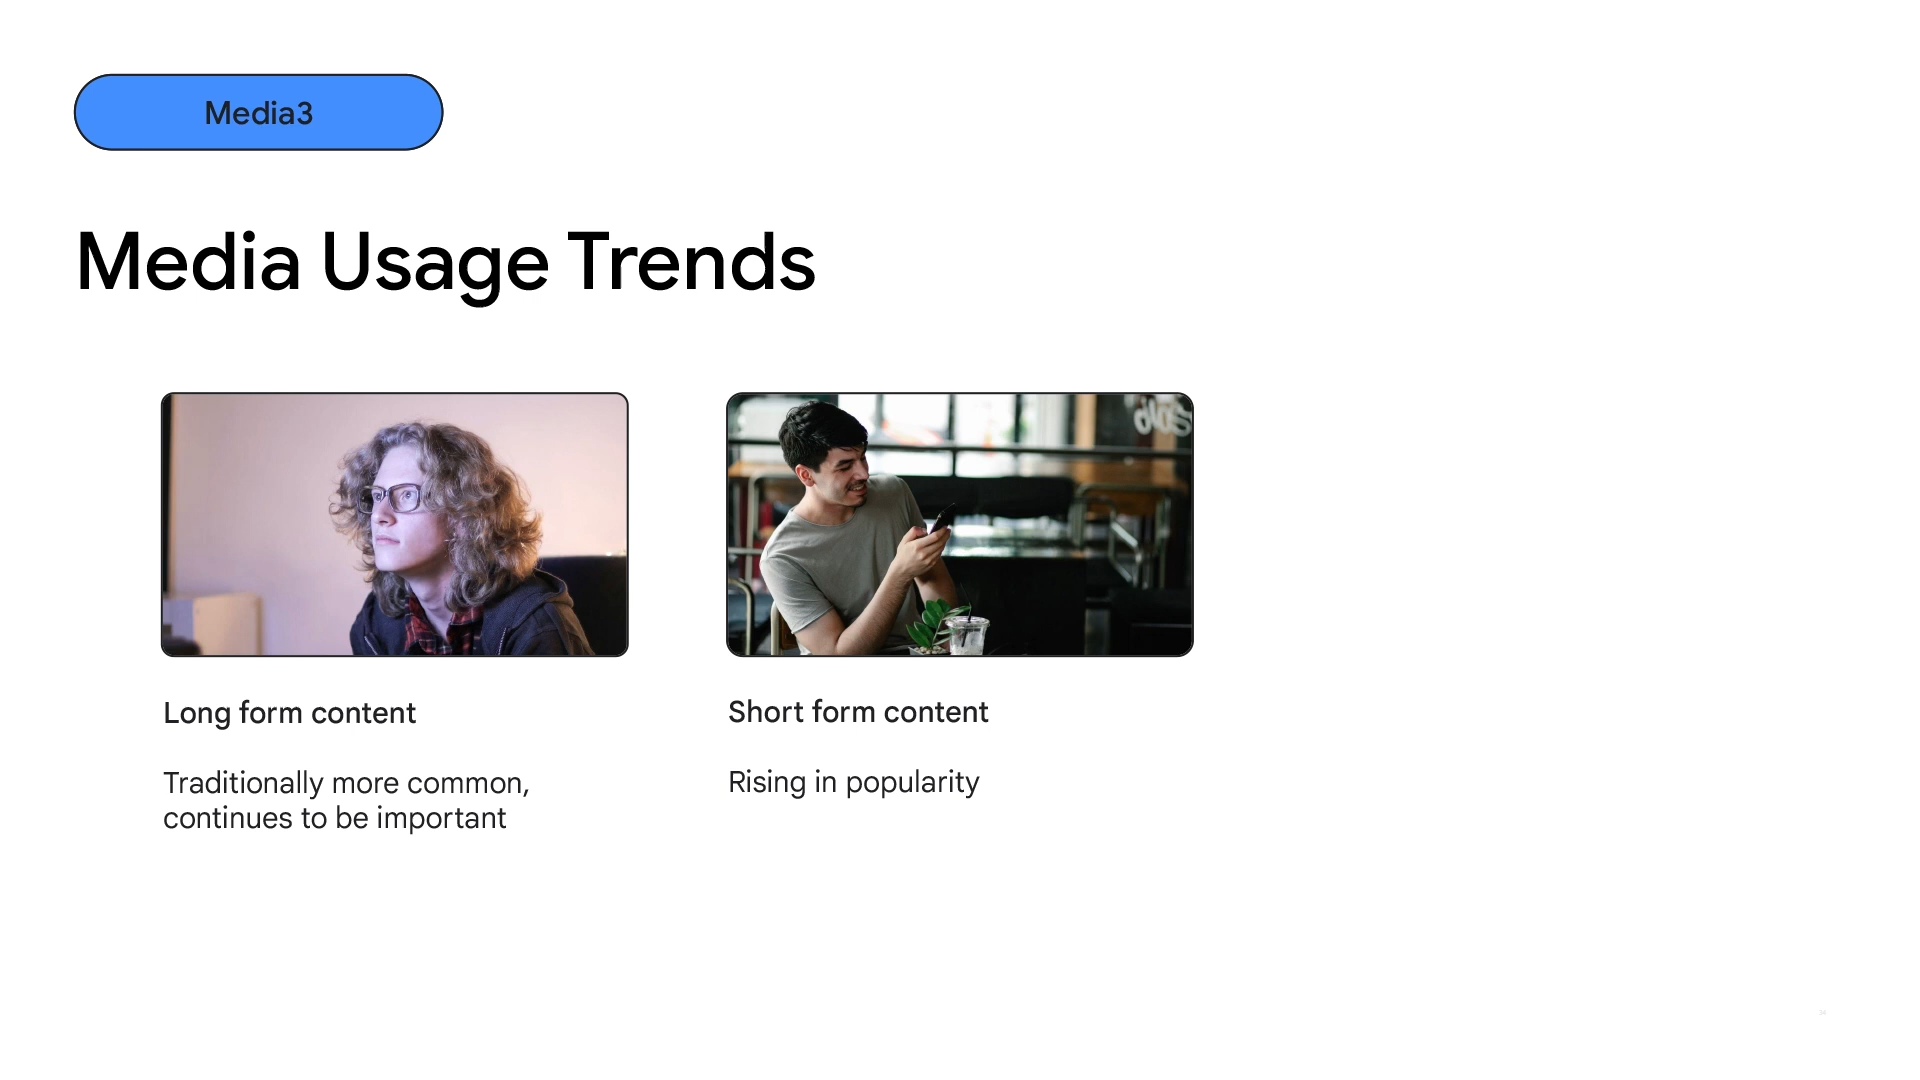 Media3
Media Usage Trends
Long form content
Traditionally more common,
continues to be important
Short form content
Rising in popularity